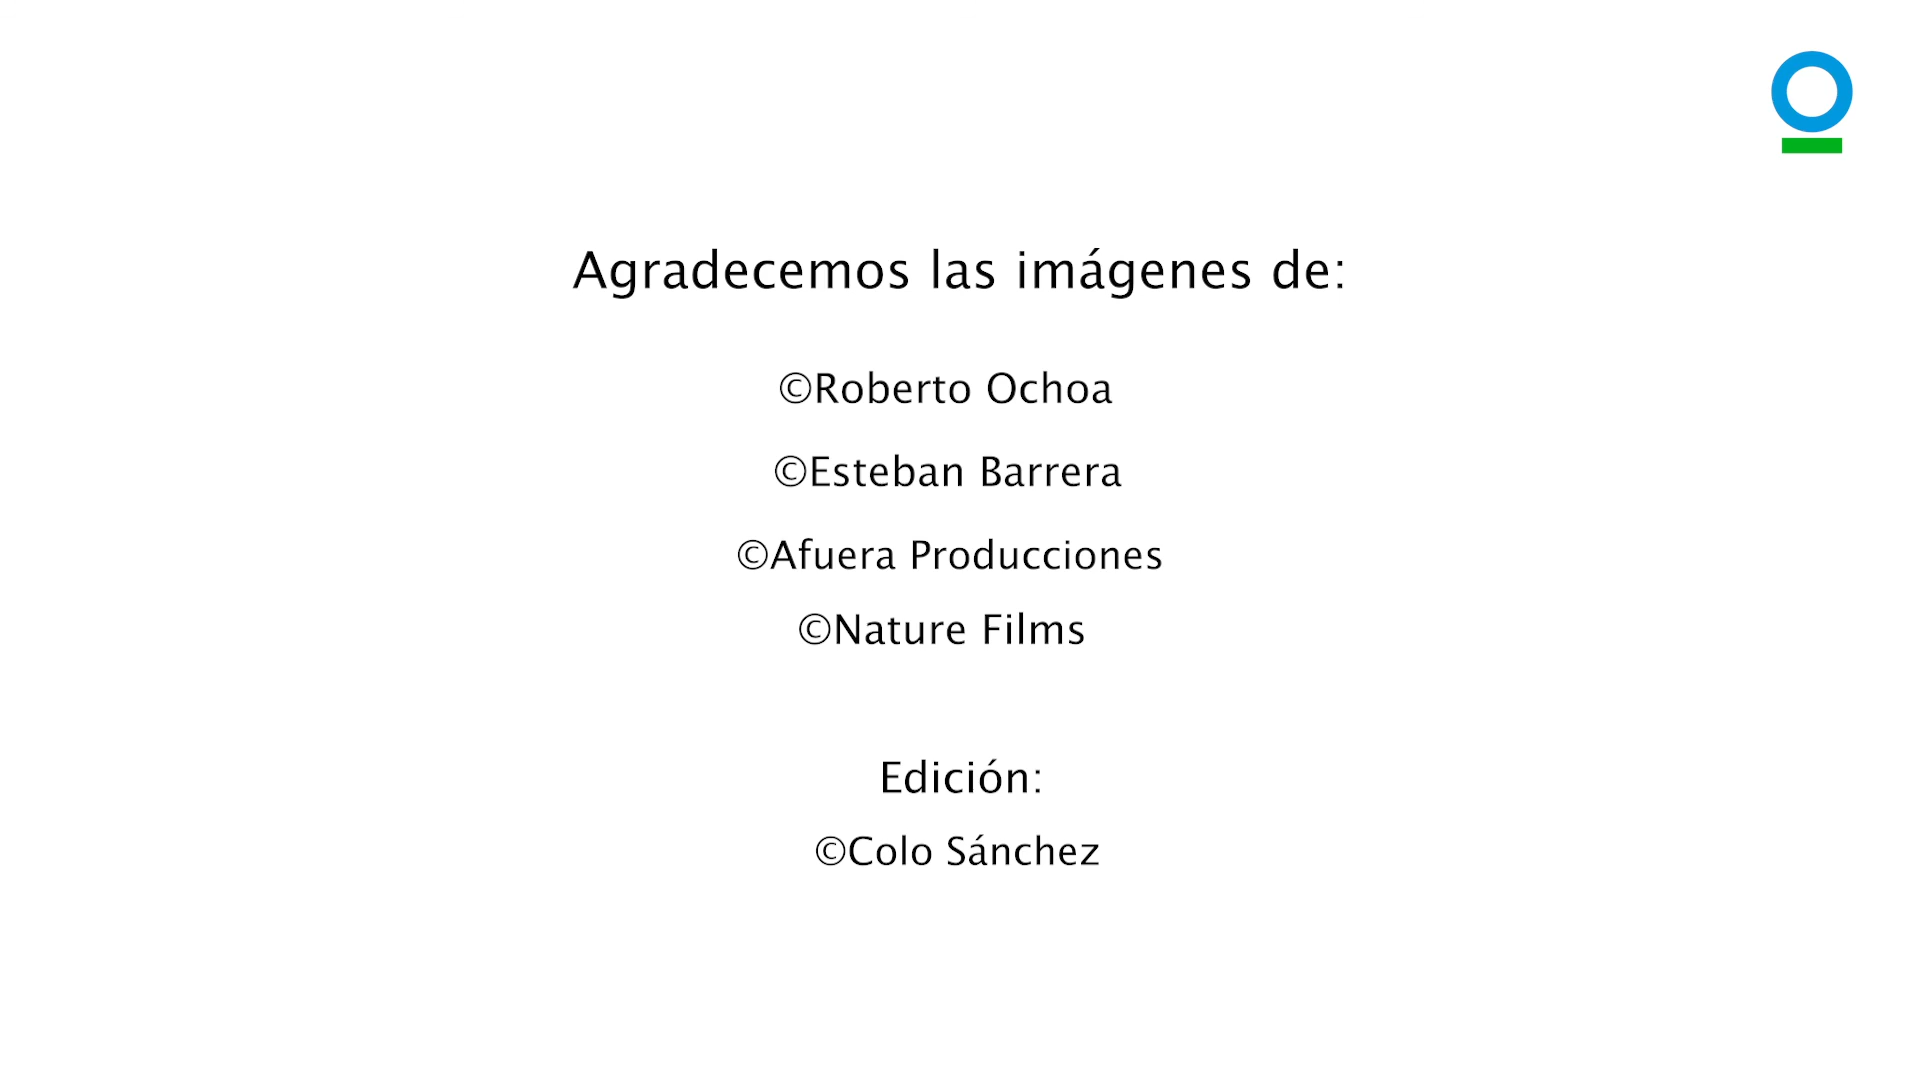 Agradecemos las imágenes de:
©Roberto Ochoa
©Esteban Barrera
©Afuera Producciones
©Nature Films
Edición:
©Colo Sánchez